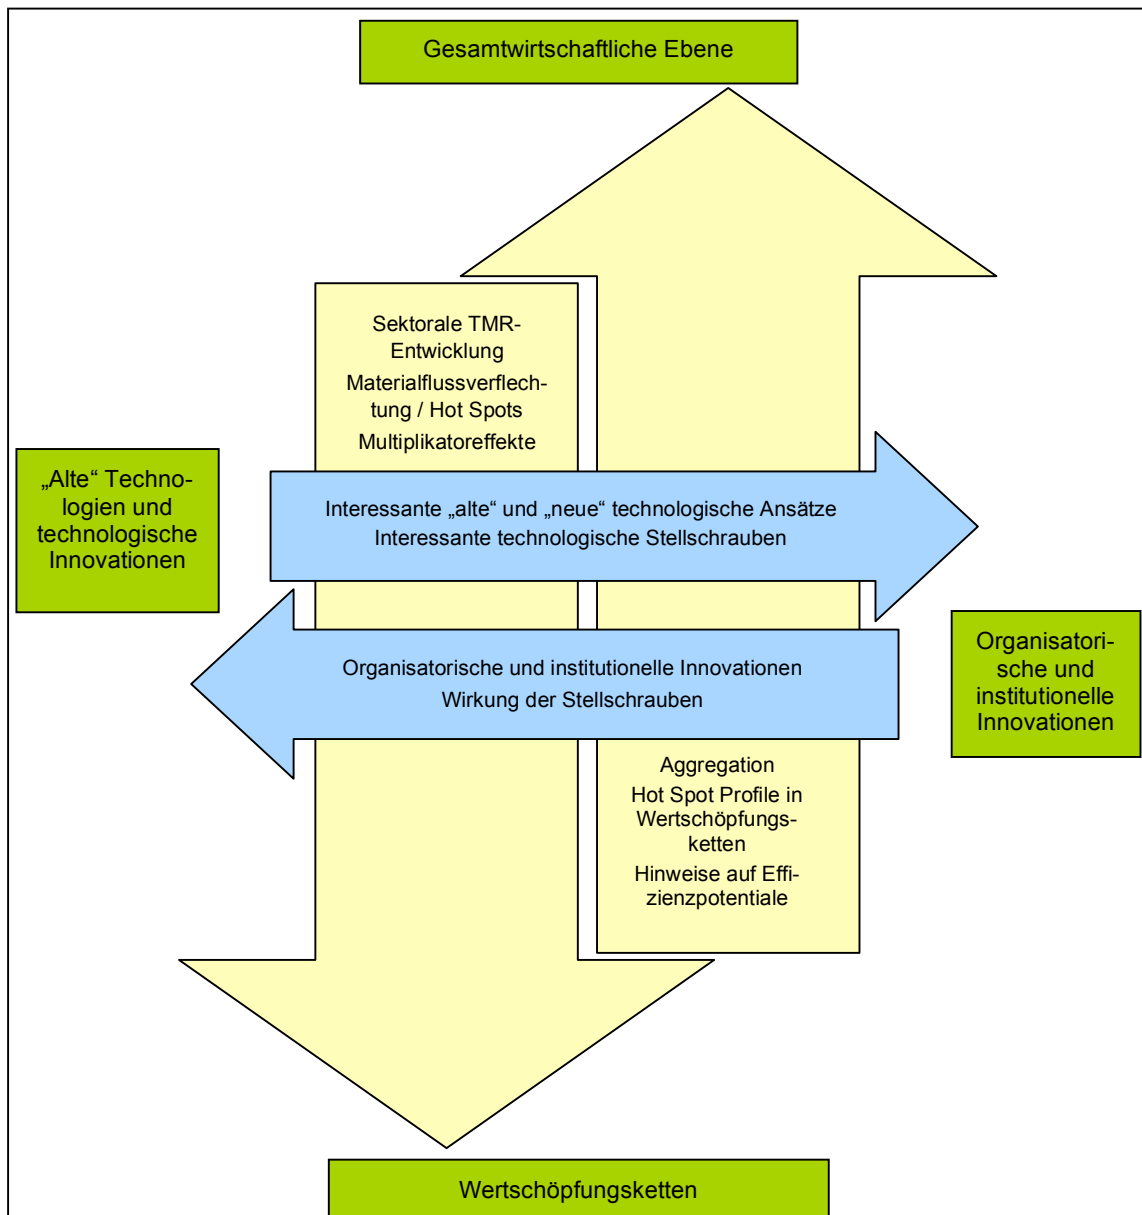 Gesamtwirtschaftliche Ebene
Sektorale TMR-
Entwicklung
Materialflussverflech-
tung / Hot Spots
Multiplikatoreffekte
„Alte“ Techno-
logien und
technologische
Innovationen
Interessante „alte“ und „neue“ technologische Ansätze
Interessante technologische Stellschrauben
Organisatorische und institutionelle Innovationen
Wirkung der Stellschrauben
Organisatori-
sche und
institutionelle
Innovationen
Aggregation
Hot Spot Profile in
Wertschöpfungs-
ketten
Hinweise auf Effi-
zienzpotentiale
Wertschöpfungsketten